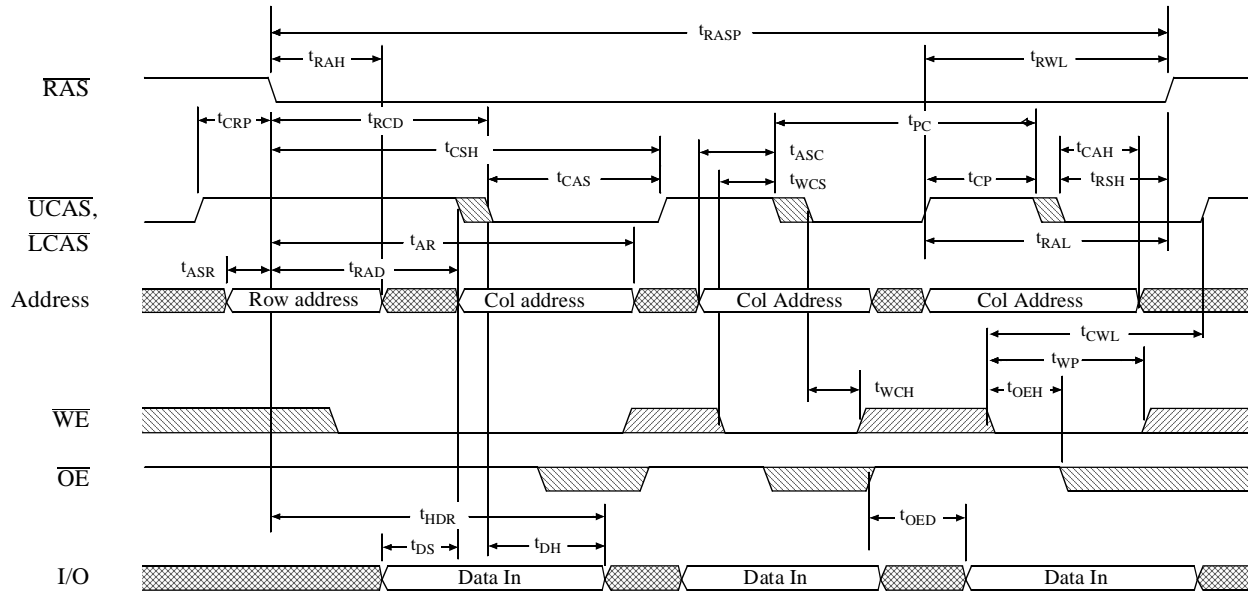 tRASP
tRAH
tRWL
RAS
tCRP
tRCD
tPC
tCSH
tASC
tCAH
tCAS
tWCS
tCP
tRSH
UCAS,
LCAS
tAR
tRAL
tASR
tRAD
Address
Row address
Col address
Col Address
Col Address
tCWL
tWP
tWCH
tOEH
WE
OE
tHDR
tOED
tDS
tDH
I/O
Data In
Data In
Data In